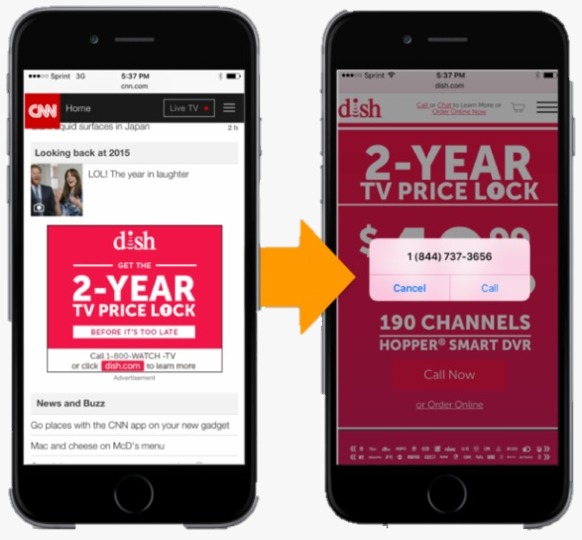 Sprint 3G 5:37 PM
cnn.com
CNN Home Live TV
quid surfaces in Japan 2 h
Looking back at 2015
LOL! The year in laughter
dish
GET THE
2-YEAR
TV PRICE LOCK
BEFORE IT'S TOO LATE
Call 1-800-WATCH -TV
or click dish.com to learn more
Advertisement
News and Buzz
Go places with the CNN app on your new gadget
Mac and cheese on McD's menu
Sprint 5:37 PM
dish.com
dish
Call or Chat to Learn More or
Order Online Now
2-YEAR
TV PRICE LOCK
$ 99
1 (844) 737-3656
Cancel Call
190 CHANNELS
HOPPER® SMART DVR
Call Now
or Order Online